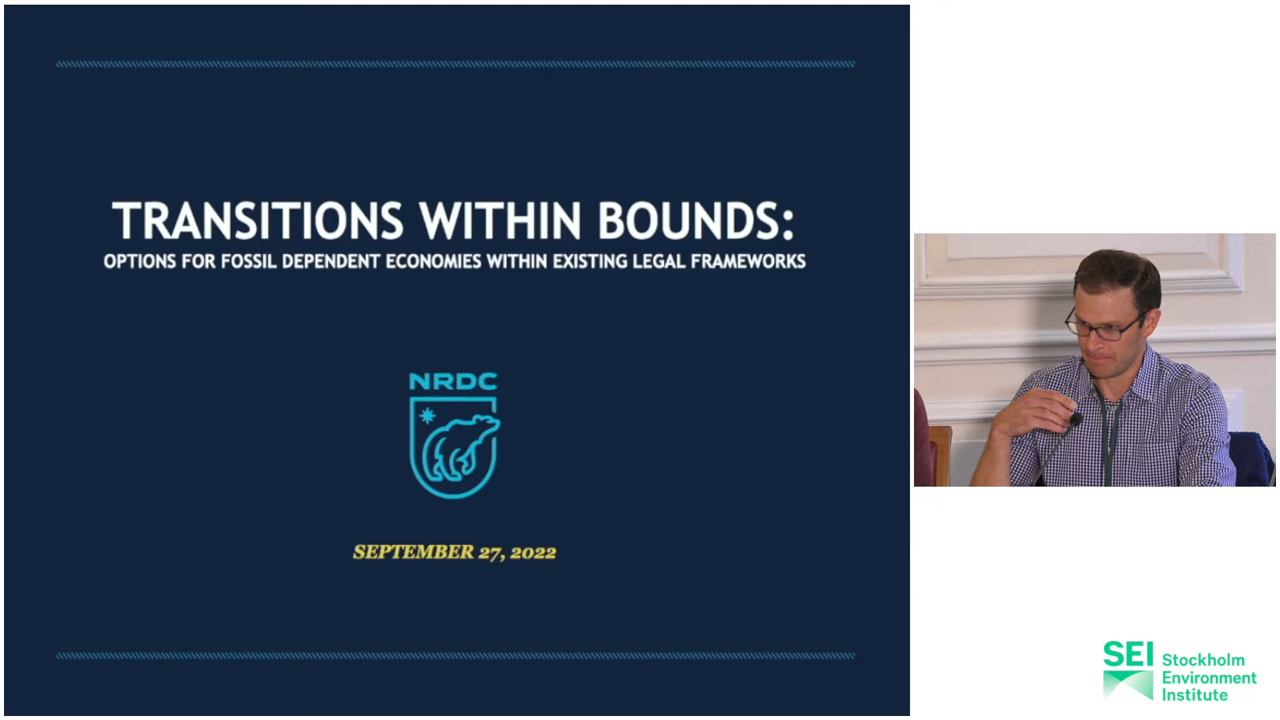 TRANSITIONS WITHIN BOUNDS:
OPTIONS FOR FOSSIL DEPENDENT ECONOMIES WITHIN EXISTING LEGAL FRAMEWORKS
NRDC
SEPTEMBER 27, 2022
SEI Stockholm
Environment
Institute